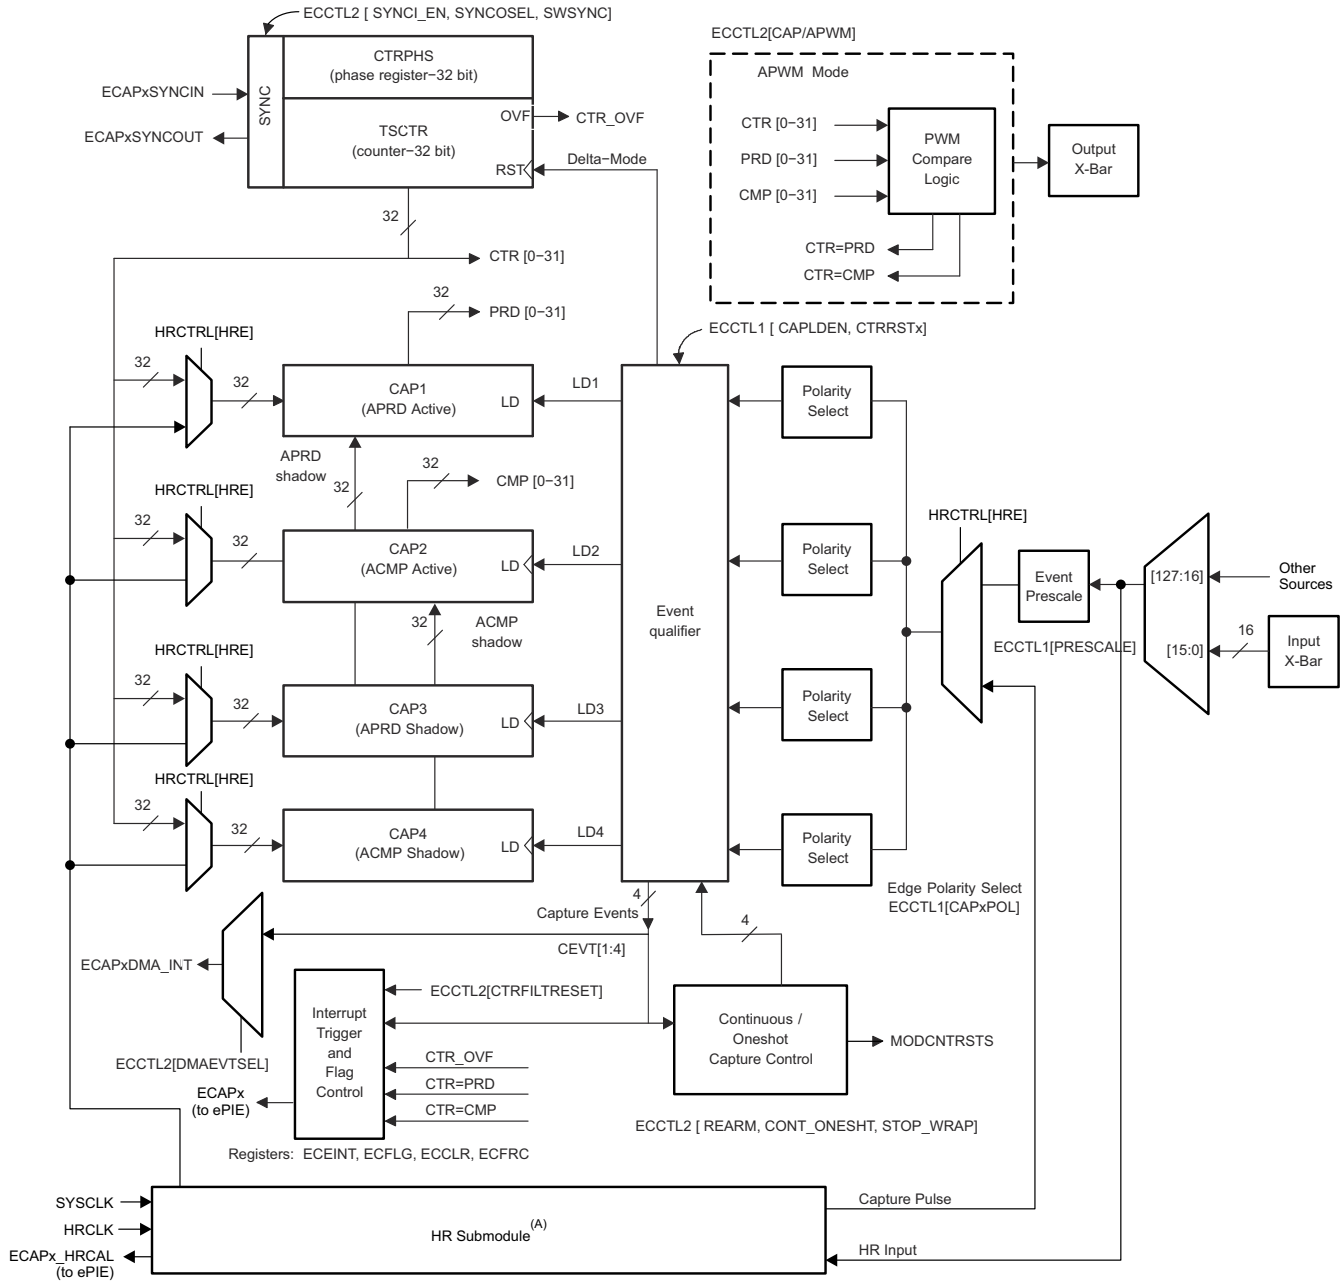 ECCTL2 [ SYNCI_EN, SYNCOSEL, SWSYNC]
SYNC
CTRPHS
(phase register−32 bit)
ECAPxSYNCIN
ECAPxSYNCOUT
TSCTR
(counter−32 bit)
OVF
RST
CTR_OVF
Delta−Mode
ECCTL2[CAP/APWM]
APWM Mode
CTR [0−31]
PRD [0−31]
CMP [0−31]
PWM
Compare
Logic
Output
X-Bar
CTR=PRD
CTR=CMP
32
CTR [0−31]
32
PRD [0−31]
ECCTL1 [ CAPLDEN, CTRRSTx]
HRCTRL[HRE]
32
32
CAP1
(APRD Active)
LD
LD1
Polarity
Select
APRD
shadow
32
32
CMP [0−31]
HRCTRL[HRE]
32
32
CAP2
(ACMP Active)
LD
LD2
Polarity
Select
HRCTRL[HRE]
Event
Prescale
[127:16]
Other
Sources
Event
qualifier
32
ACMP
shadow
ECCTL1[PRESCALE]
[15:0]
16
Input
X-Bar
HRCTRL[HRE]
32
32
CAP3
(APRD Shadow)
LD
LD3
Polarity
Select
HRCTRL[HRE]
32
32
CAP4
(ACMP Shadow)
LD
LD4
Polarity
Select
Edge Polarity Select
ECCTL1[CAPxPOL]
4
Capture Events
4
CEVT[1:4]
ECAPxDMA_INT
ECCTL2[DMAEVTSEL]
Interrupt
Trigger
and
Flag
Control
ECCTL2[CTRFILTRESET]
CTR_OVF
CTR=PRD
CTR=CMP
Continuous /
Oneshot
Capture Control
MODCNTRSTS
ECAPx
(to ePIE)
ECCTL2 [ REARM, CONT_ONESHT, STOP_WRAP]
Registers: ECEINT, ECFLG, ECCLR, ECFRC
SYSCLK
HRCLK
ECAPx_HRCAL
(to ePIE)
HR Submodule(A)
Capture Pulse
HR Input